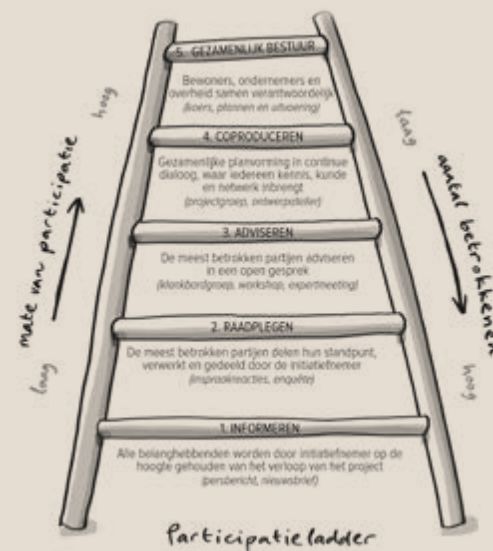 5. GEZAMENLIJK BESTUUR
Bewoners, ondernemers en
overheid samen verantwoordelijk
(koers, plannen en uitvoering)
4. COPRODUCEREN
Gezamenlijke planvorming in continue
dialoog, waar iedereen kennis, kunde
en netwerk inbrengt
(projectgroep, ontwerpatelier)
3. ADVISEREN
De meest betrokken partijen adviseren
in een open gesprek
(klankbordgroep, workshop, expertmeeting)
2. RAADPLEGEN
De meest betrokken partijen delen hun standpunt,
verwerkt en gedeeld door de initiatiefnemer
(inspraakreacties, enquête)
1. INFORMEREN
Alle belanghebbenden worden door initiatiefnemer op de
hoogte gehouden van het verloop van het project
(persbericht, nieuwsbrief)
hoog
mate van participatie
laag
laag
aantal betrokkenen
hoog
Participatieladder